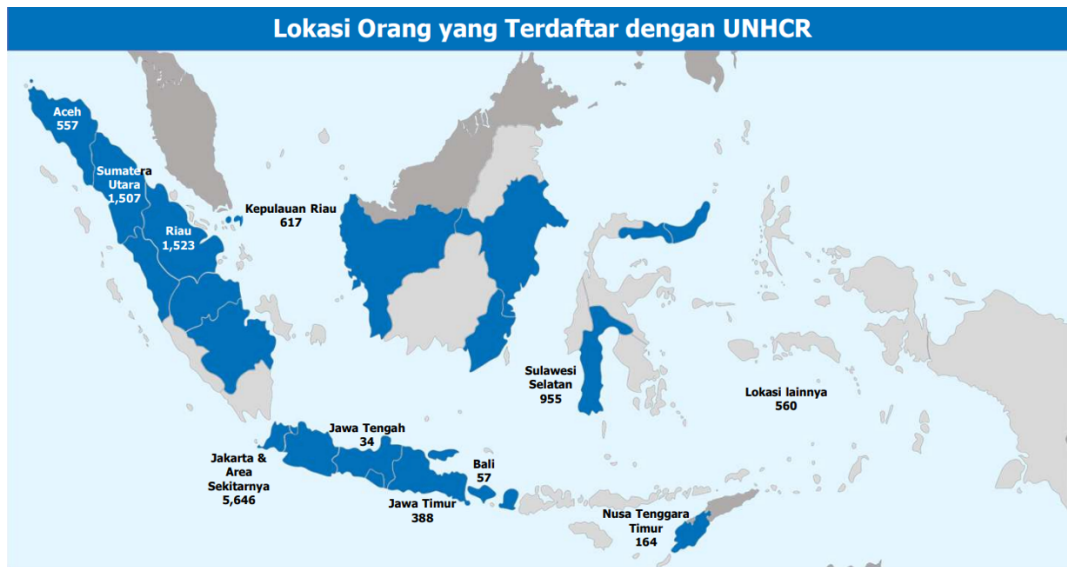 Lokasi Orang yang Terdaftar dengan UNHCR
Aceh
557
Sumatera
Utara
1,507
Riau
1,523
Kepulauan Riau
617
Sulawesi
Selatan
955
Lokasi lainnya
560
Jawa Tengah
34
Jakarta &
Area
Sekitarnya
5,646
Bali
57
Jawa Timur
388
Nusa Tenggara
Timur
164